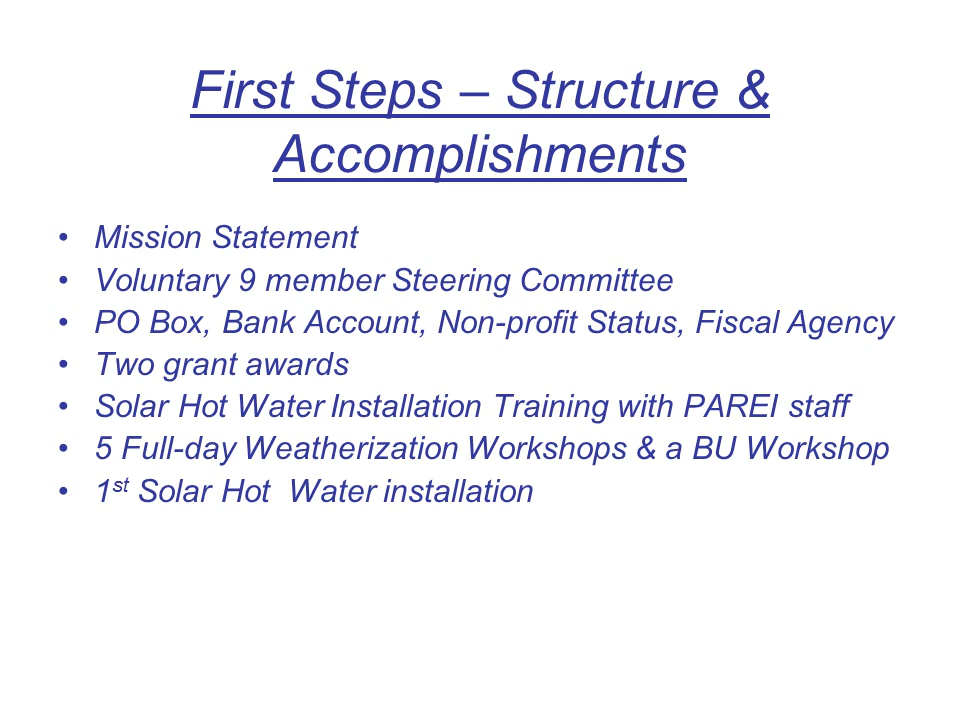 First Steps – Structure &
Accomplishments
• Mission Statement
• Voluntary 9 member Steering Committee
• PO Box, Bank Account, Non-profit Status, Fiscal Agency
• Two grant awards
• Solar Hot Water Installation Training with PAREI staff
• 5 Full-day Weatherization Workshops & a BU Workshop
• 1st Solar Hot  Water installation